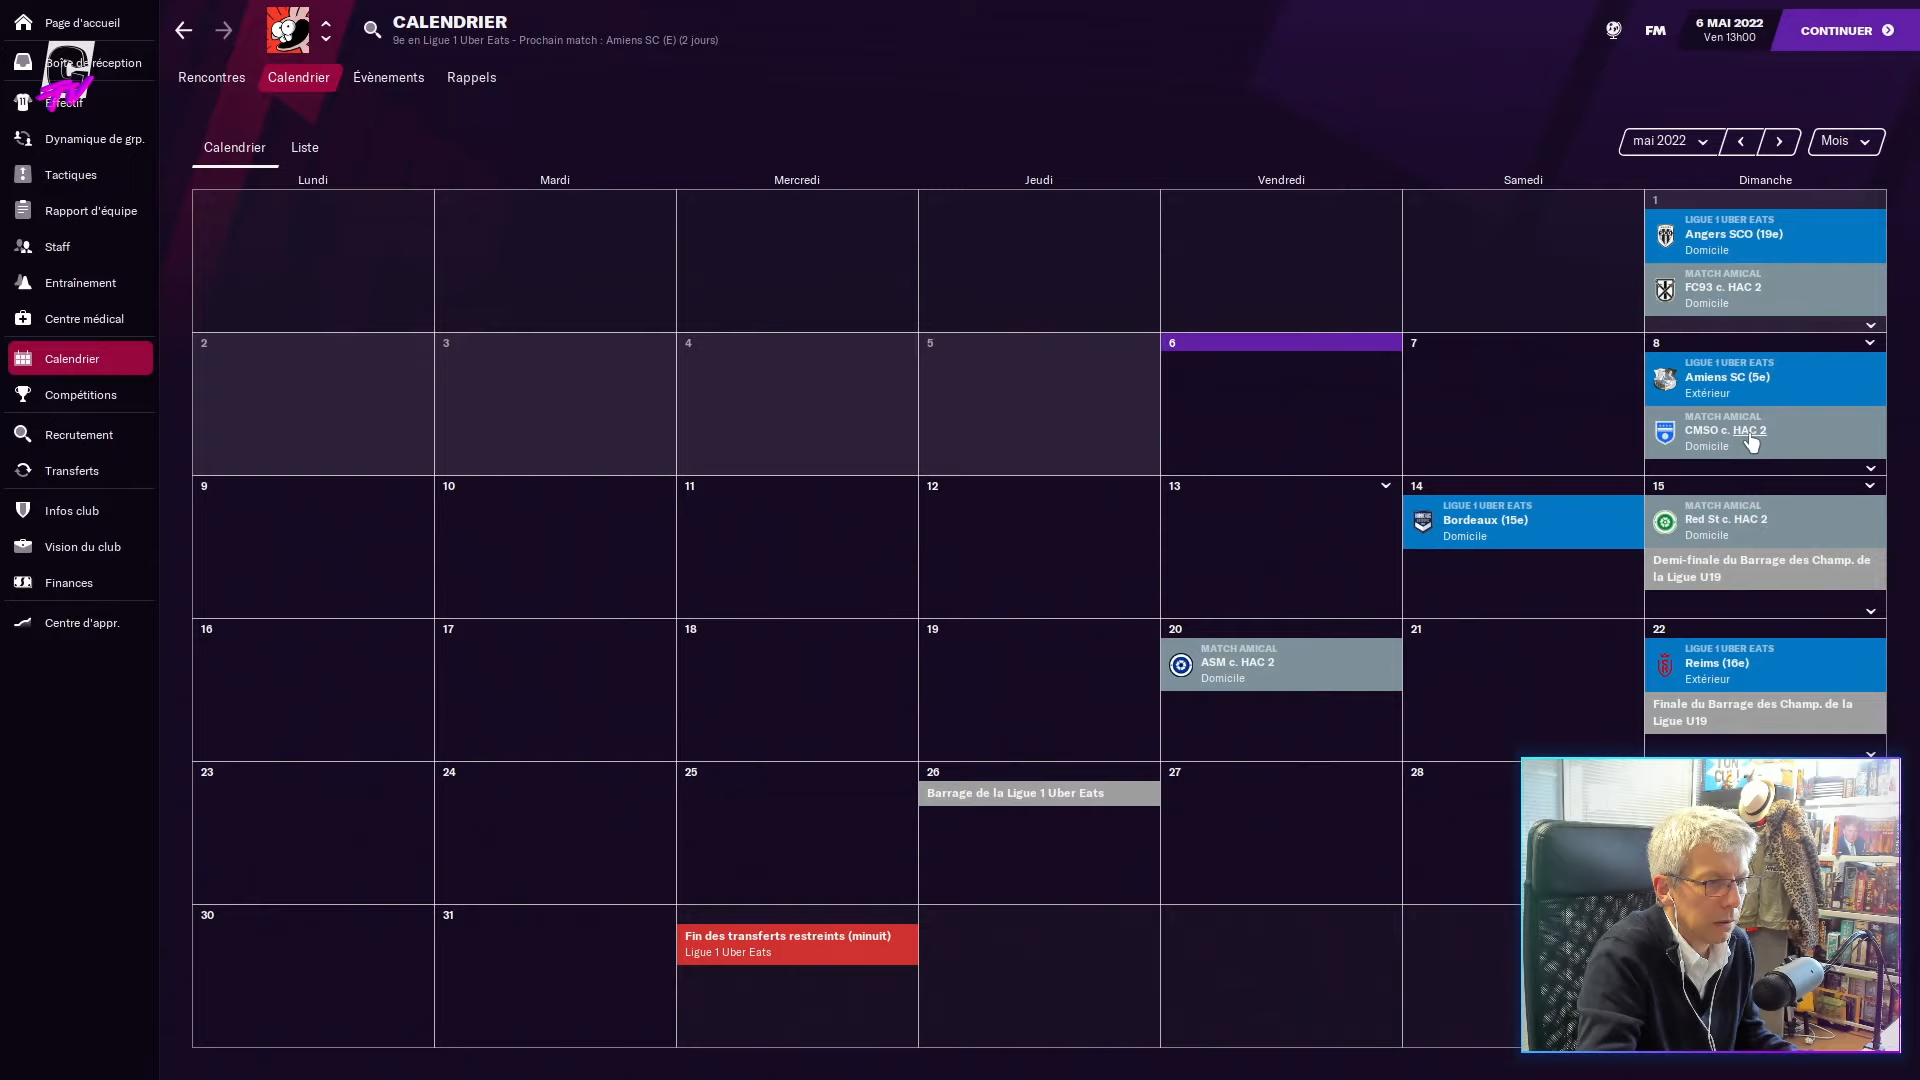 Page d'accueil
Boîte de réception
Effectif
Dynamique de grp.
Tactiques
Rapport d'équipe
Staff
Entraînement
Centre médical
Calendrier
Compétitions
Recrutement
Transferts
Infos club
Vision du club
Finances
Centre d'appr.
CALENDRIER
9e en Ligue 1 Uber Eats - Prochain match : Amiens SC (E) (2 jours)
FM
6 MAI 2022
Ven 13h00
CONTINUER
Rencontres Calendrier Évènements Rappels
Calendrier Liste
mai 2022
Mois
Lundi Mardi Mercredi Jeudi Vendredi Samedi Dimanche
1
LIGUE 1 UBER EATS
Angers SCO (19e)
Domicile
MATCH AMICAL
FC93 c. HAC 2
Domicile
2 3 4 5 6 7 8
LIGUE 1 UBER EATS
Amiens SC (5e)
Extérieur
MATCH AMICAL
CMSO c. HAC 2
Domicile
9 10 11 12 13 14 15
LIGUE 1 UBER EATS
Bordeaux (15e)
Domicile
MATCH AMICAL
Red St c. HAC 2
Domicile
Demi-finale du Barrage des Champ. de
la Ligue U19
16 17 18 19 20 21 22
MATCH AMICAL
ASM c. HAC 2
Domicile
LIGUE 1 UBER EATS
Reims (16e)
Extérieur
Finale du Barrage des Champ. de la
Ligue U19
23 24 25 26 27 28
Barrage de la Ligue 1 Uber Eats
30 31
Fin des transferts restreints (minuit)
Ligue 1 Uber Eats